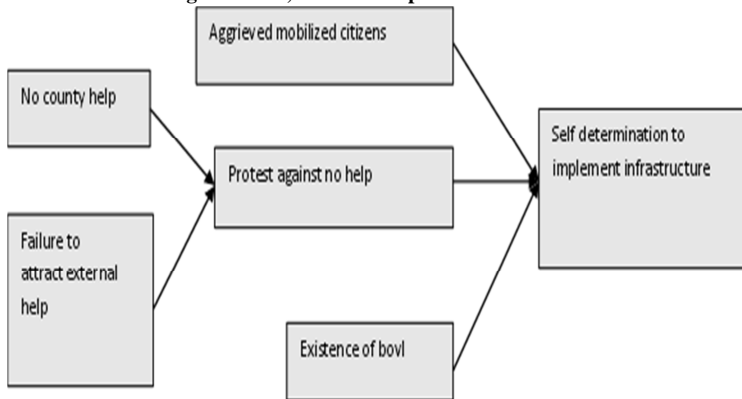 Aggrieved mobilized citizens
No county help
Protest against no help
Self determination to
implement infrastructure
Failure to
attract external
help
Existence of bovl